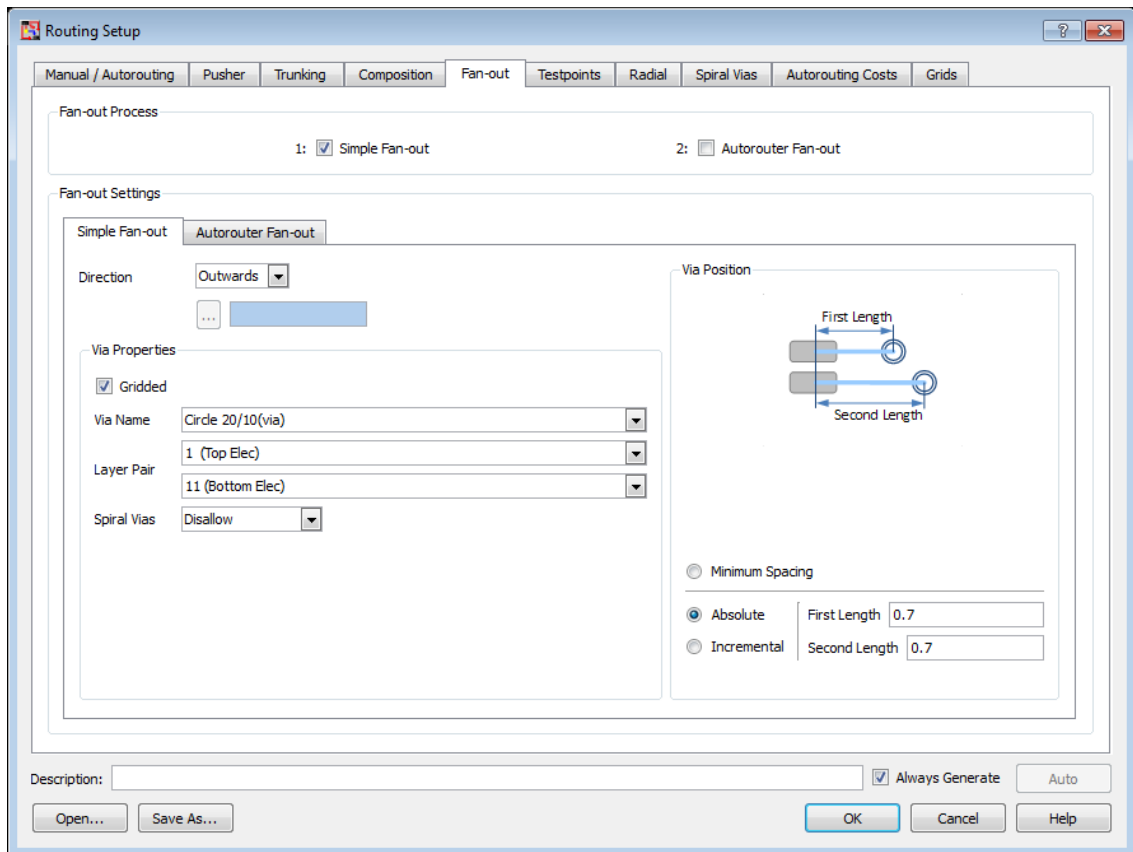 Routing Setup
Manual / Autorouting Pusher Trunking Composition Fan-out Testpoints Radial Spiral Vias Autorouting Costs Grids
Fan-out Process
1: Simple Fan-out 2: Autorouter Fan-out
Fan-out Settings
Simple Fan-out Autorouter Fan-out
Direction Outwards
...
Via Properties
Gridded
Via Name Circle 20/10(via)
Layer Pair
1 (Top Elec)
11 (Bottom Elec)
Spiral Vias Disallow
Via Position
First Length
Second Length
Minimum Spacing
Absolute First Length 0.7
Incremental Second Length 0.7
Description: Always Generate Auto
Open... Save As... OK Cancel Help